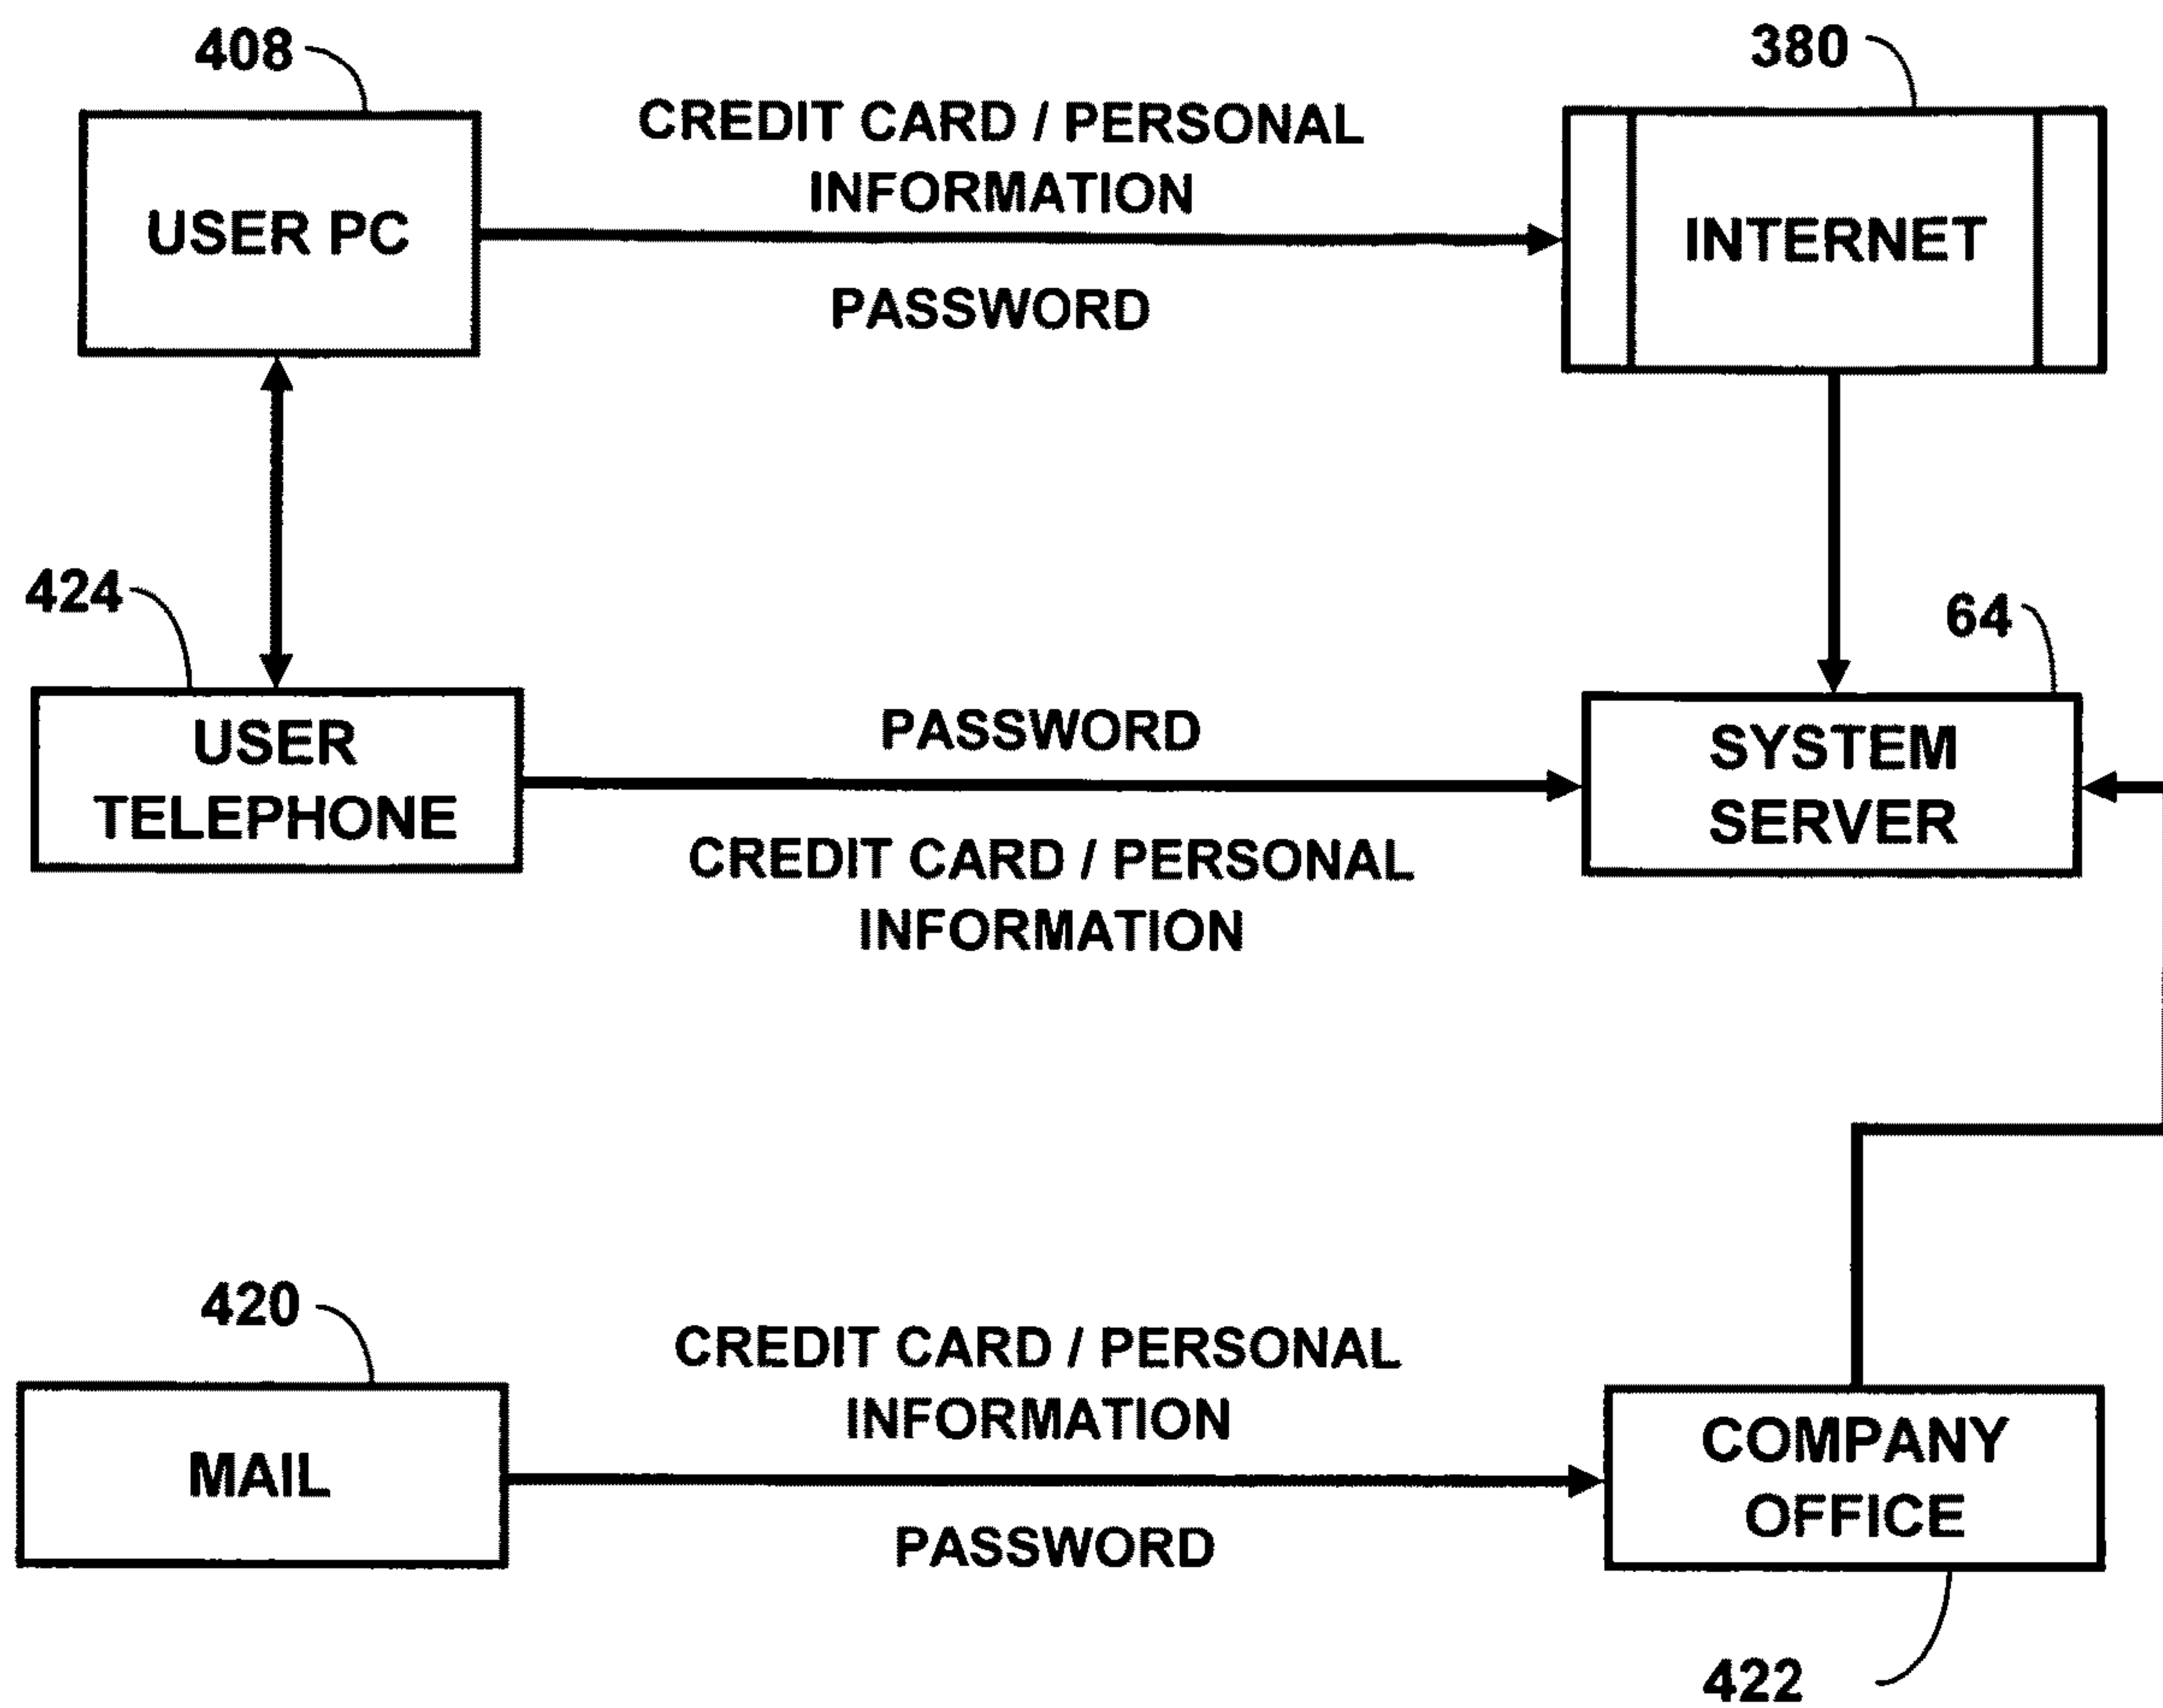 408
380
CREDIT CARD / PERSONAL
INFORMATION
USER PC
INTERNET
PASSWORD
424
64
USER
TELEPHONE
PASSWORD
SYSTEM
SERVER
CREDIT CARD / PERSONAL
INFORMATION
420
CREDIT CARD / PERSONAL
INFORMATION
MAIL
COMPANY
OFFICE
PASSWORD
422